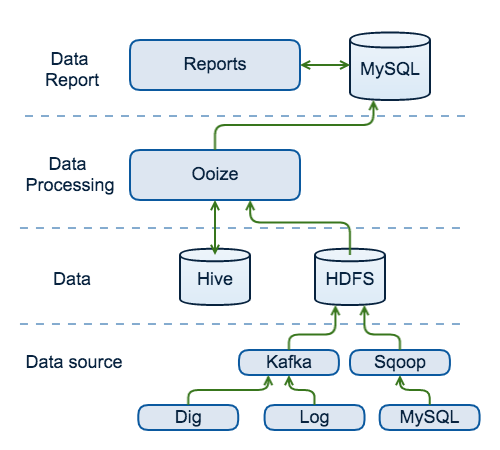 Data
Report
Reports
MySQL
Data
Processing
Ooize
Data
Hive
HDFS
Data source
Kafka
Sqoop
Dig
Log
MySQL